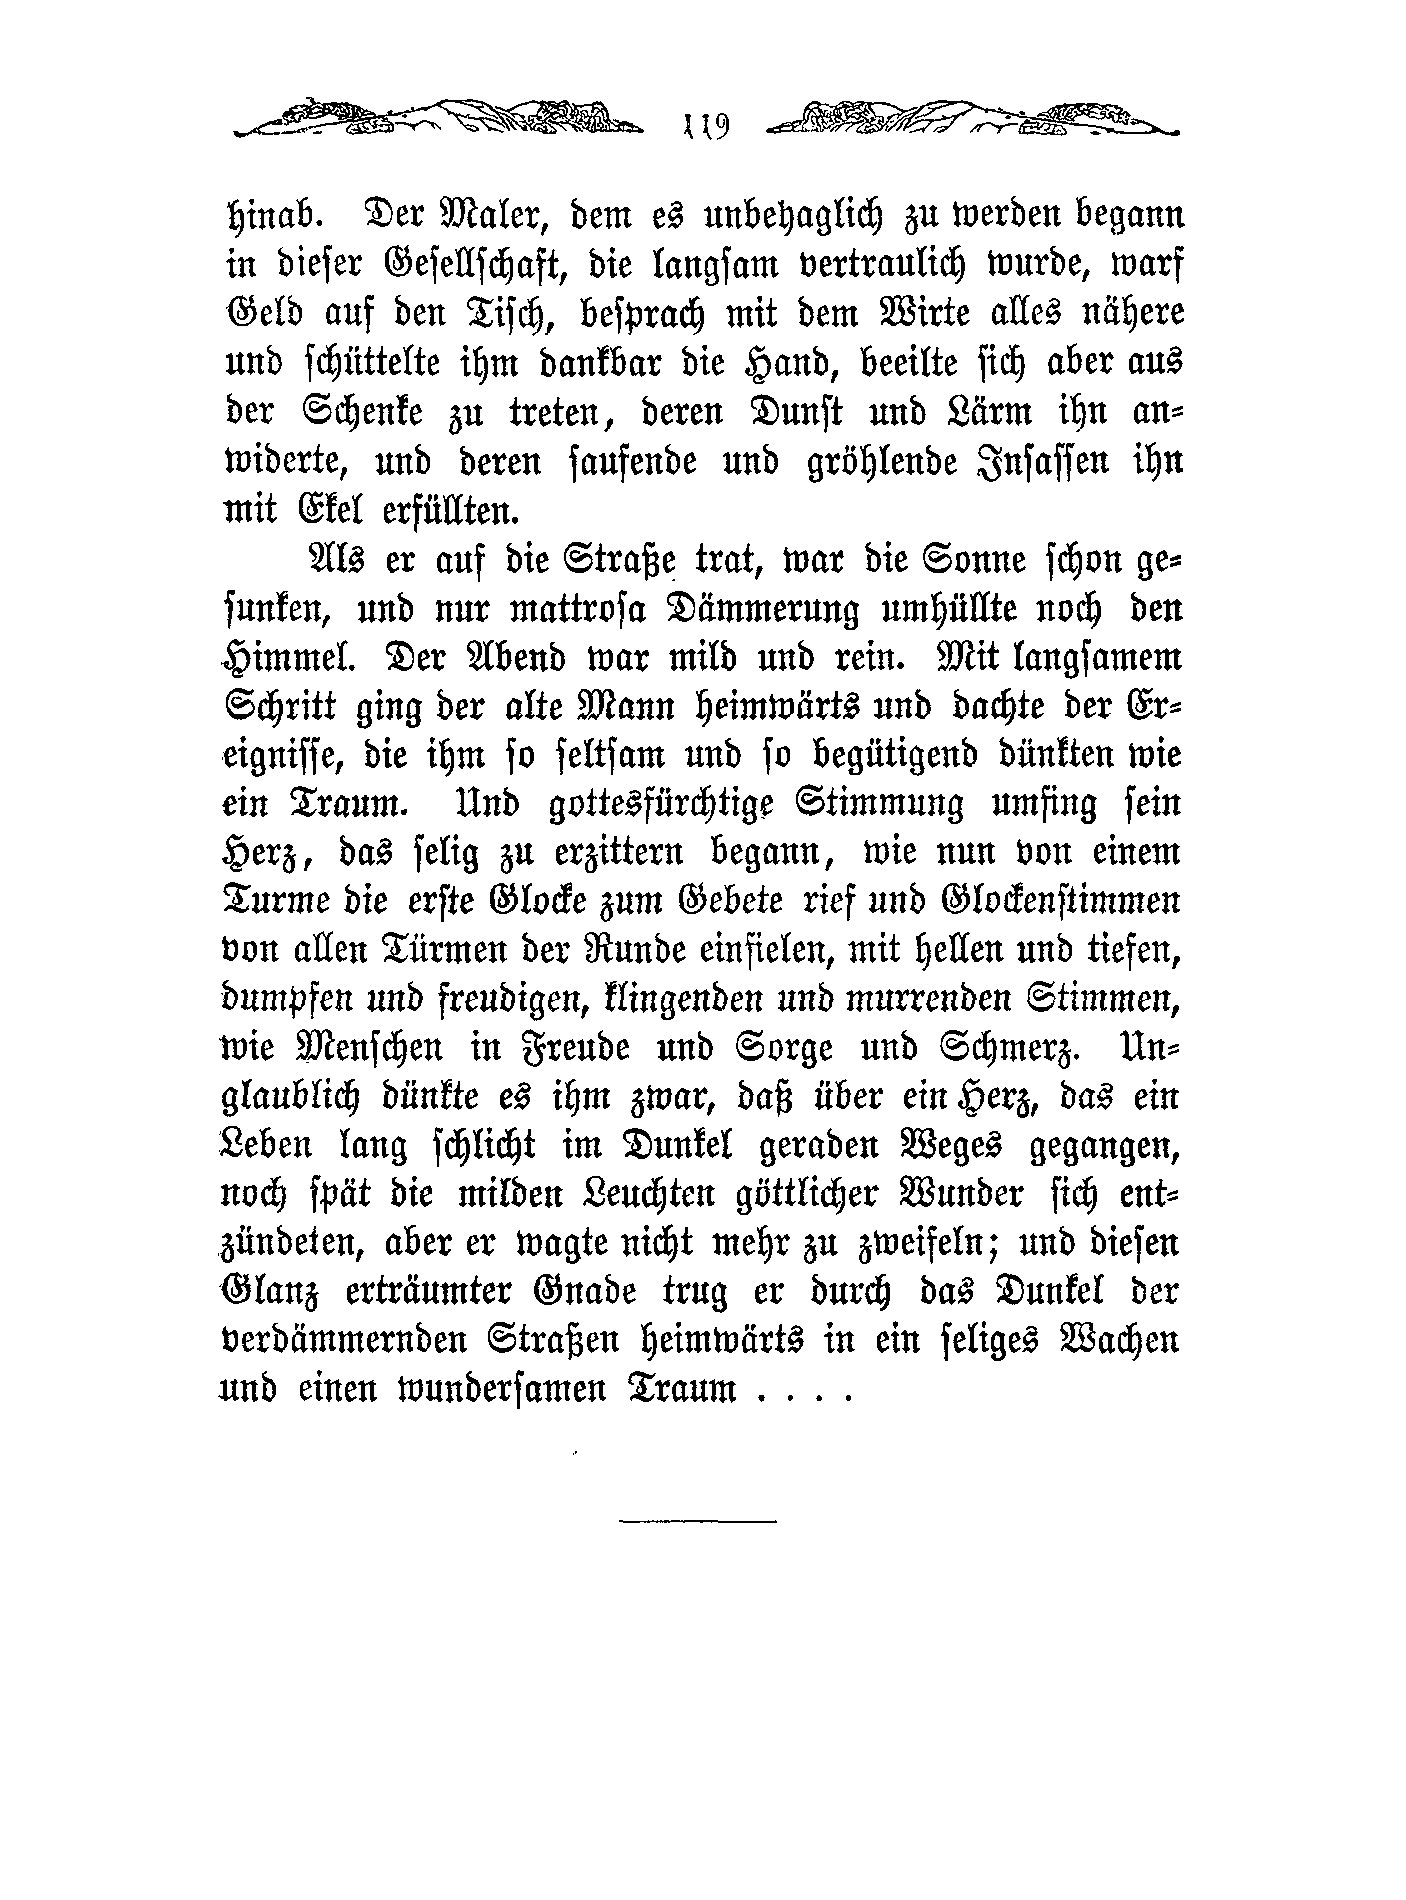 119
hinab. Der Maler, dem es unbehaglich zu werden begann
in dieſer Geſellſchaft, die langſam vertraulich wurde, warf
Geld auf den Tiſch, beſprach mit dem Wirte alles nähere
und ſchüttelte ihm dankbar die Hand, beeilte ſich aber aus
der Schenke zu treten, deren Dunſt und Lärm ihn an⸗
widerte, und deren ſaufende und gröhlende Inſaſſen ihn
mit Ekel erfüllten.
Als er auf die Straße trat, war die Sonne ſchon ge⸗
ſunken, und nur mattroſa Dämmerung umhüllte noch den
Himmel. Der Abend war mild und rein. Mit langſamem
Schritt ging der alte Mann heimwärts und dachte der Er⸗
eigniſſe, die ihm ſo ſeltſam und ſo begütigend dünkten wie
ein Traum. Und gottesfürchtige Stimmung umfing ſein
Herz, das ſelig zu erzittern begann, wie nun von einem
Turme die erſte Glocke zum Gebete rief und Glockenſtimmen
von allen Türmen der Runde einfielen, mit hellen und tiefen,
dumpfen und freudigen, klingenden und murrenden Stimmen,
wie Menſchen in Freude und Sorge und Schmerz. Un⸗
glaublich dünkte es ihm zwar, daß über ein Herz, das ein
Leben lang ſchlicht im Dunkel geraden Weges gegangen,
noch ſpät die milden Leuchten göttlicher Wunder ſich ent⸗
zündeten, aber er wagte nicht mehr zu zweifeln; und dieſen
Glanz erträumter Gnade trug er durch das Dunkel der
verdämmernden Straßen heimwärts in ein ſeliges Wachen
und einen wunderſamen Traum . . . .